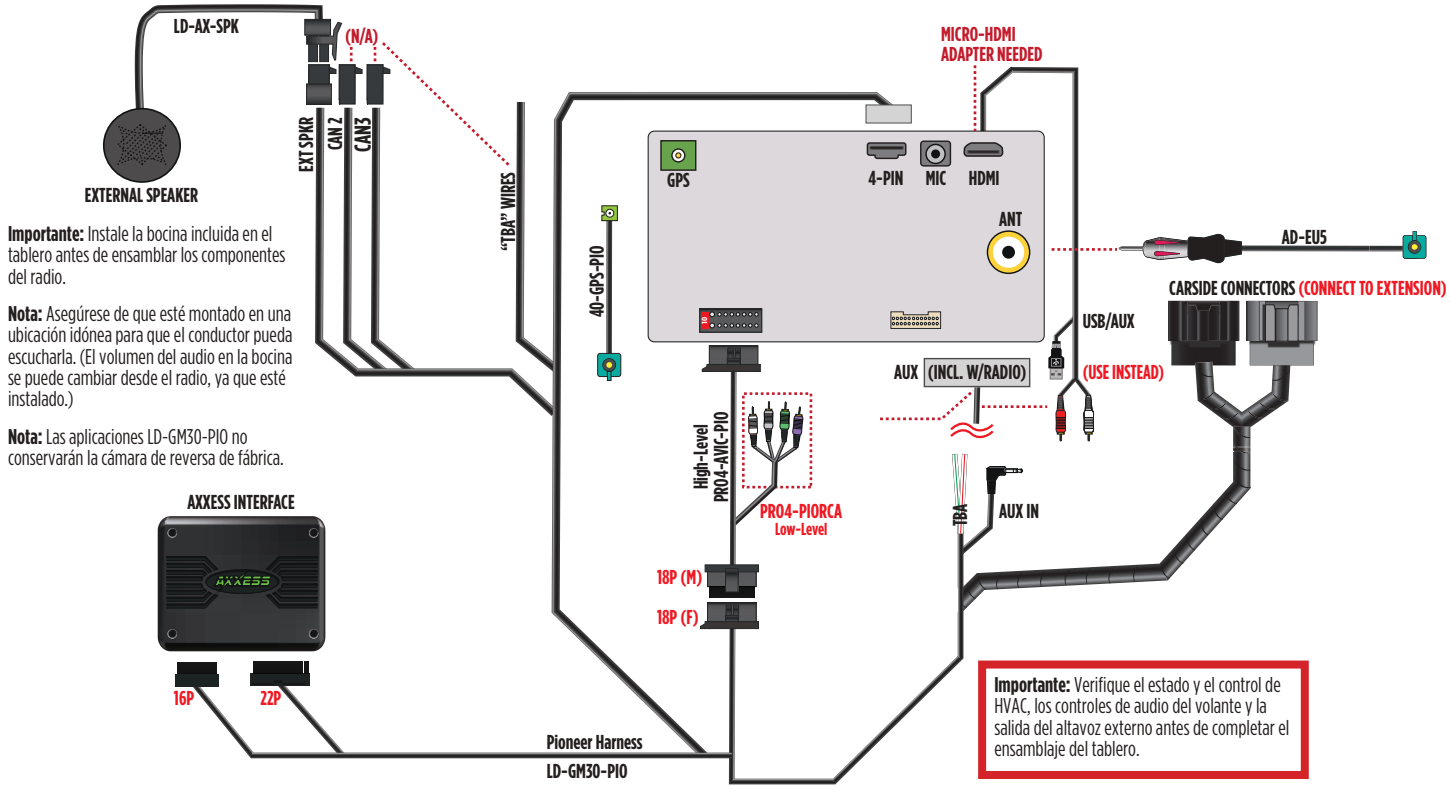 LD-AX-SPK
(N/A)
MICRO-HDMI
ADAPTER NEEDED
EXT SPKR
CAN 2
CAN3
EXTERNAL SPEAKER
"TBA" WIRES
GPS
4-PIN
MIC
HDMI
ANT
AD-EU5
40-GPS-PIO
Importante: Instale la bocina incluida en el
tablero antes de ensamblar los componentes
del radio.
Nota: Asegúrese de que esté montado en una
ubicación idónea para que el conductor pueda
escucharla. (El volumen del audio en la bocina
se puede cambiar desde el radio, ya que esté
instalado.)
Nota: Las aplicaciones LD-GM30-PIO no
conservarán la cámara de reversa de fábrica.
CARSIDE CONNECTORS (CONNECT TO EXTENSION)
10
USB/AUX
AUX (INCL. W/RADIO)
(USE INSTEAD)
High-Level
PRO4-AVIC-PIO
PRO4-PIORCA
Low-Level
TBA
AUX IN
18P (M)
18P (F)
AXXESS INTERFACE
AXXESS
16P
22P
Pioneer Harness
LD-GM30-PIO
Importante: Verifique el estado y el control de
HVAC, los controles de audio del volante y la
salida del altavoz externo antes de completar el
ensamblaje del tablero.